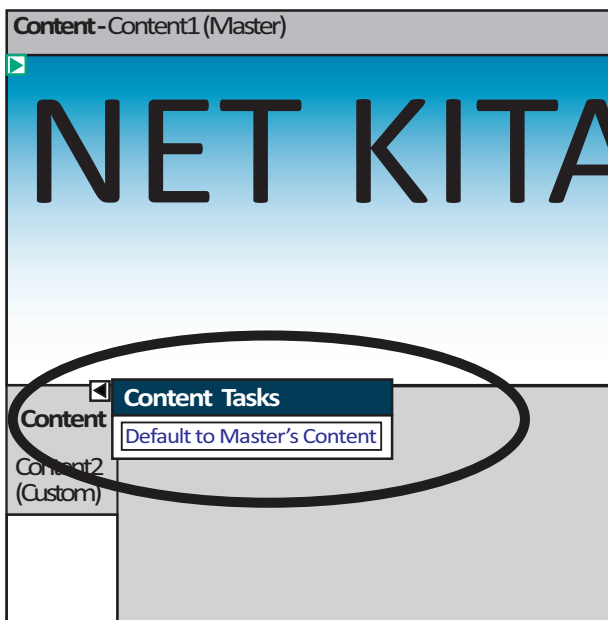 Content - Content1 (Master)
NET KITA
Content Tasks
Default to Master's Content
Content
Content2
(Custom)